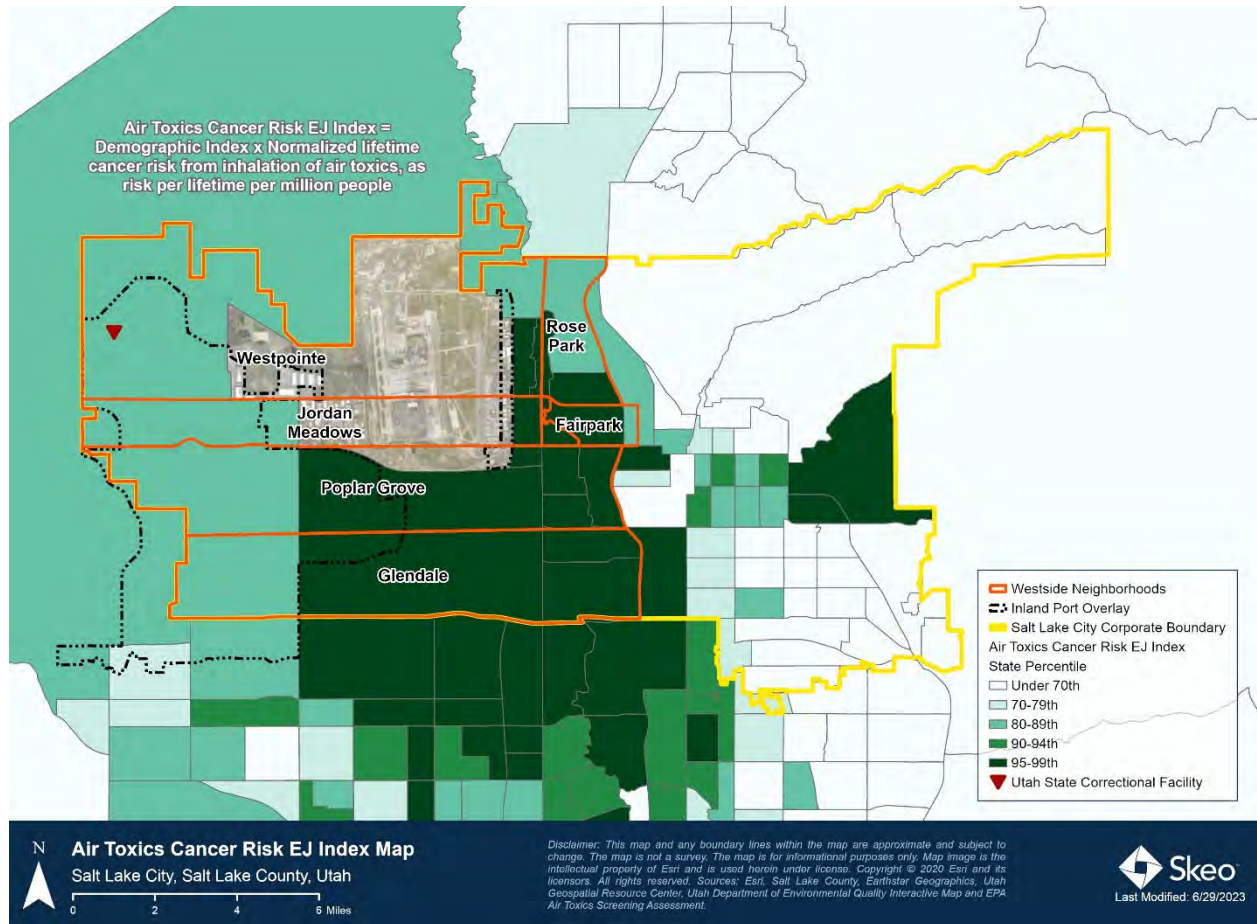 Air Toxics Cancer Risk EJ Index =
Demographic Index x Normalized lifetime
cancer risk from inhalation of air toxics, as
risk per lifetime per million people
Rose
Park
Westpointe
Jordan
Meadows
Fairpark
Poplar Grove
Glendale
Westside Neighborhoods
Inland Port Overlay
Salt Lake City Corporate Boundary
Air Toxics Cancer Risk EJ Index
State Percentile
Under 70th
70-79th
80-89th
90-94th
95-99th
Utah State Correctional Facility
N
Air Toxics Cancer Risk EJ Index Map
Salt Lake City, Salt Lake County, Utah
0 2 4 6 Miles
Disclaimer: This map and any boundary lines within the map are approximate and subject to
change. The map is not a survey. The map is for informational purposes only. Map image is the
intellectual property of Esri and is used herein under license. Copyright © 2020 Esri and its
licensors. All rights reserved. Sources: Esri, Salt Lake County, Earthstar Geographics, Utah
Geospatial Resource Center, Utah Department of Environmental Quality Interactive Map and EPA
Air Toxics Screening Assessment.
Skeo
Last Modified: 6/29/2023